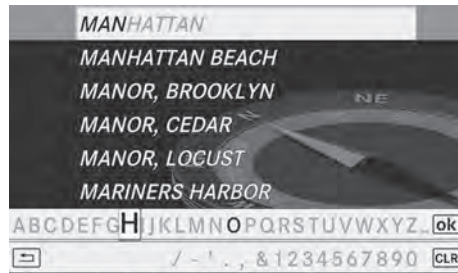 MANHATTAN
MANHATTAN BEACH
MANOR, BROOKLYN
NE
MANOR, CEDAR
MANOR, LOCUST
MARINERS HARBOR
ABCDEFGHIJKLMNOPQRSTUVWXYZ_ ok
/ - ' . , & 1 2 3 4 5 6 7 8 9 0 CLR